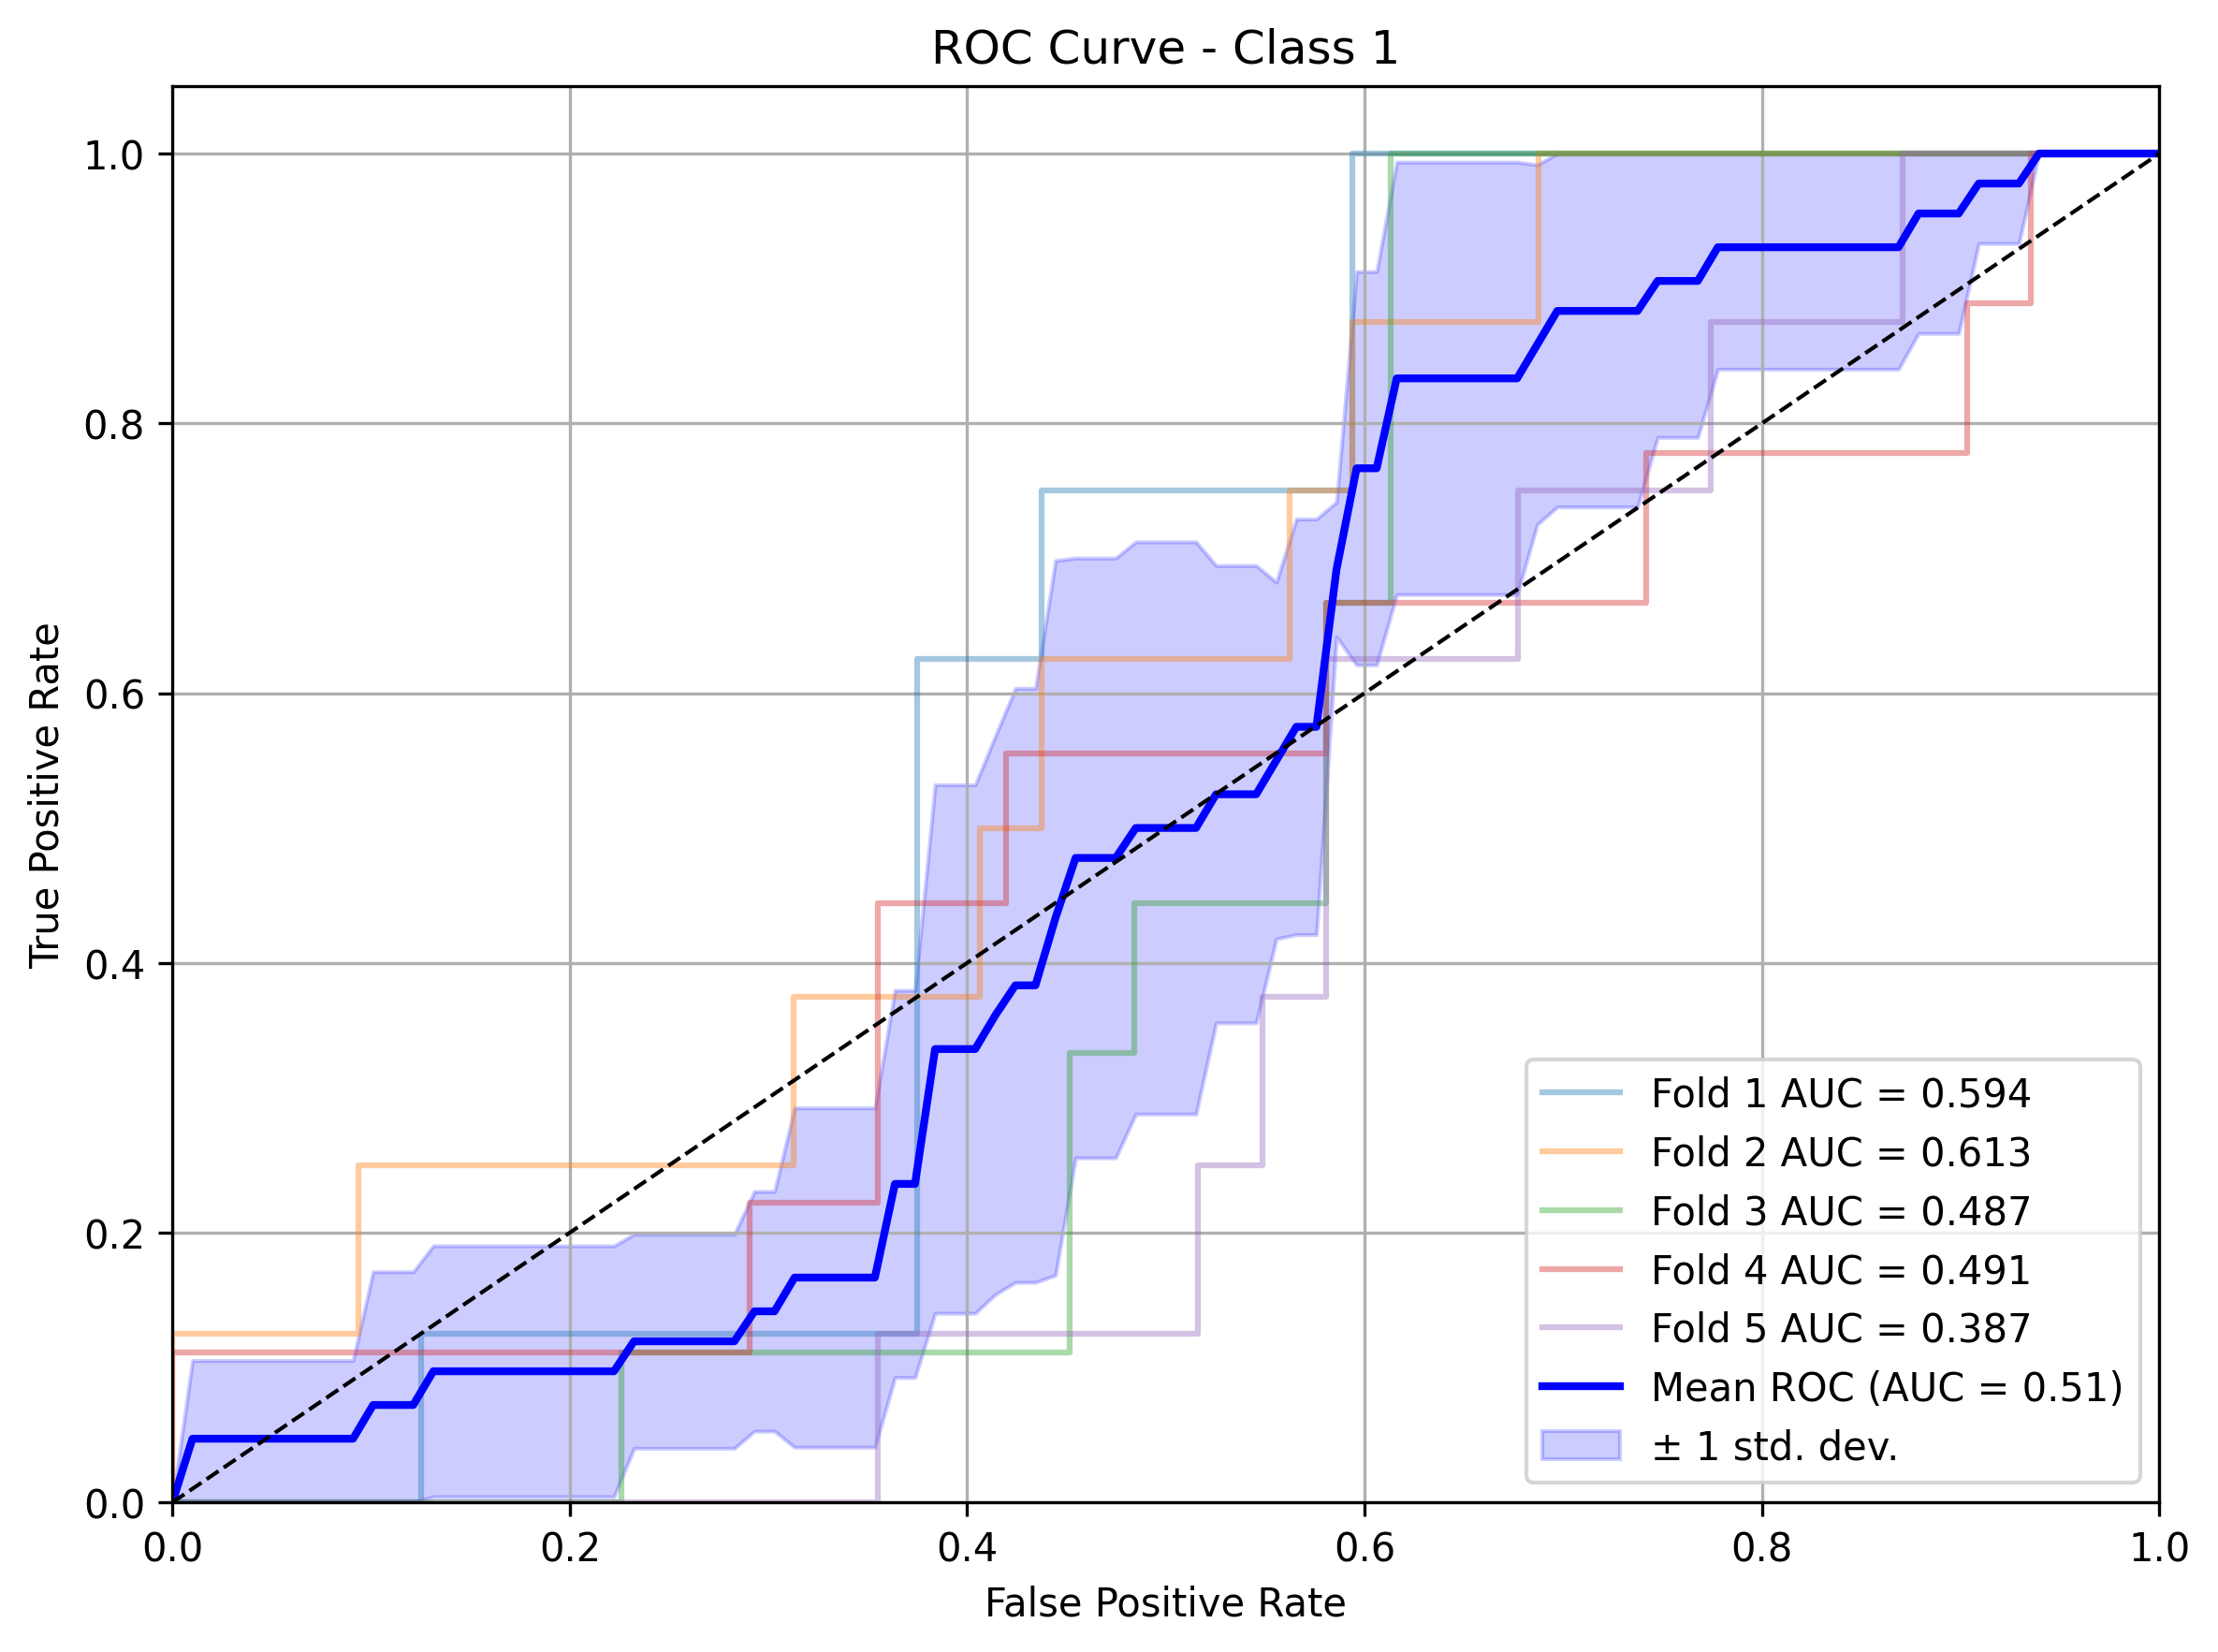 ROC Curve - Class 1
True Positive Rate
1.0
0.8
0.6
0.4
0.2
0.0
0.0 0.2 0.4 0.6 0.8 1.0
False Positive Rate
Fold 1 AUC = 0.594
Fold 2 AUC = 0.613
Fold 3 AUC = 0.487
Fold 4 AUC = 0.491
Fold 5 AUC = 0.387
Mean ROC (AUC = 0.51)
± 1 std. dev.